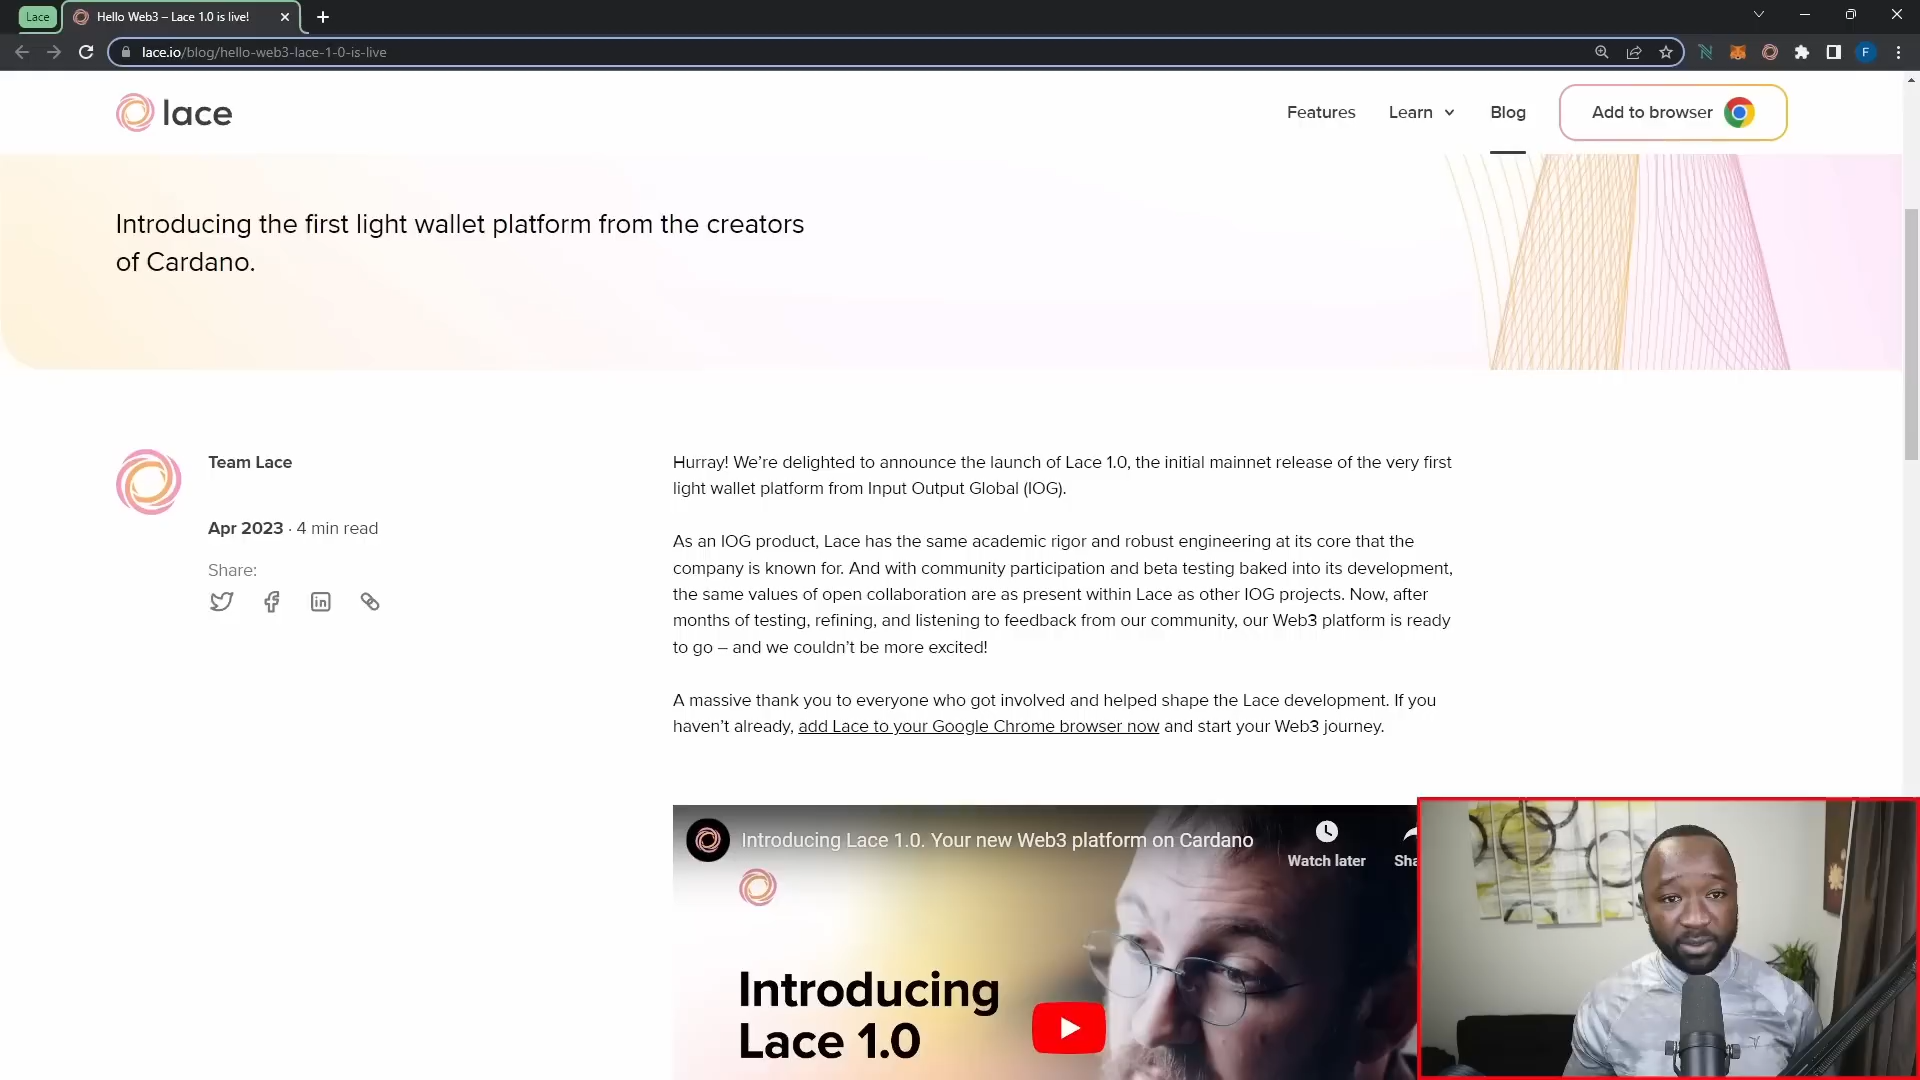 Lace
Hello Web3 – Lace 1.0 is live!
lace.io/blog/hello-web3-lace-1-0-is-live
F
lace
Features
Learn
Blog
Add to browser
Introducing the first light wallet platform from the creators
of Cardano.
Team Lace
Apr 2023 · 4 min read
Share:
Hurray! We’re delighted to announce the launch of Lace 1.0, the initial mainnet release of the very first
light wallet platform from Input Output Global (IOG).
As an IOG product, Lace has the same academic rigor and robust engineering at its core that the
company is known for. And with community participation and beta testing baked into its development,
the same values of open collaboration are as present within Lace as other IOG projects. Now, after
months of testing, refining, and listening to feedback from our community, our Web3 platform is ready
to go – and we couldn’t be more excited!
A massive thank you to everyone who got involved and helped shape the Lace development. If you
haven’t already, add Lace to your Google Chrome browser now and start your Web3 journey.
Introducing Lace 1.0. Your new Web3 platform on Cardano
Watch later
Sha
Introducing
Lace 1.0